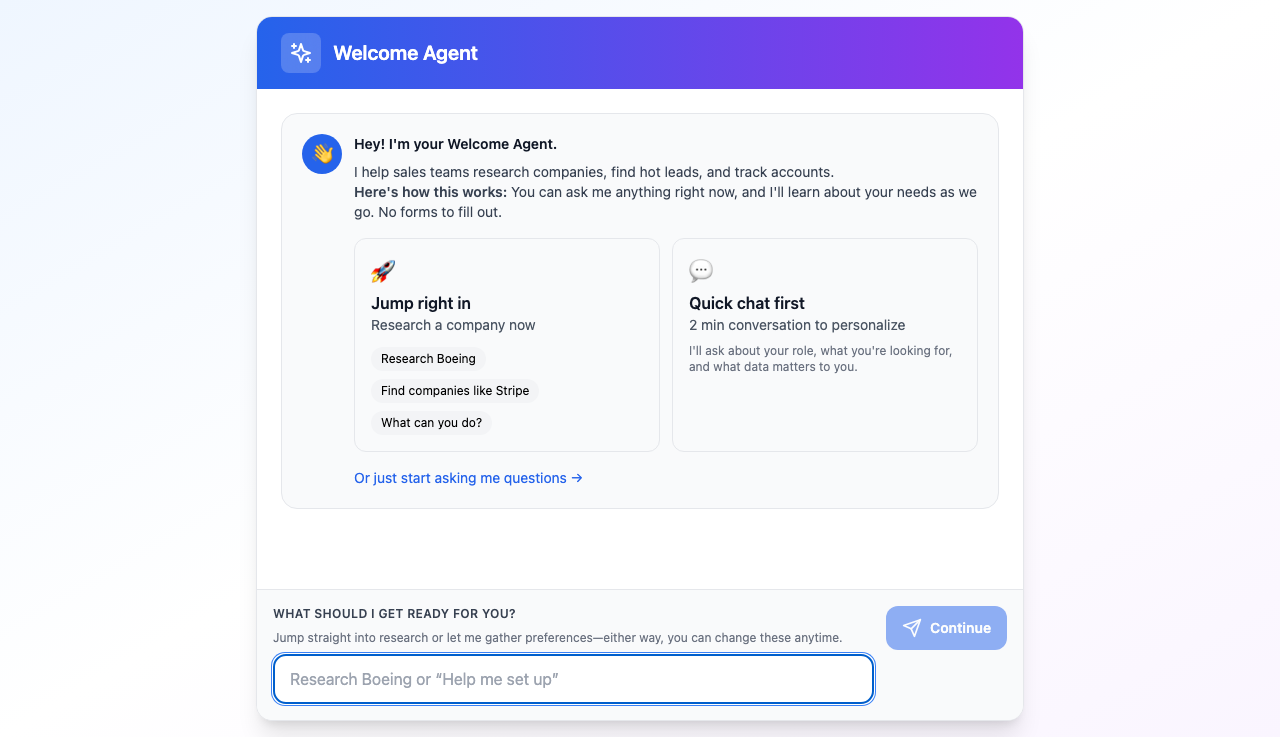 Welcome Agent
Hey! I'm your Welcome Agent.
I help sales teams research companies, find hot leads, and track accounts.
Here's how this works: You can ask me anything right now, and I'll learn about your needs as we
go. No forms to fill out.
Jump right in
Research a company now
Research Boeing
Find companies like Stripe
What can you do?
Quick chat first
2 min conversation to personalize
I'll ask about your role, what you're looking for,
and what data matters to you.
Or just start asking me questions →
WHAT SHOULD I GET READY FOR YOU?
Jump straight into research or let me gather preferences—either way, you can change these anytime.
Research Boeing or “Help me set up”
Continue